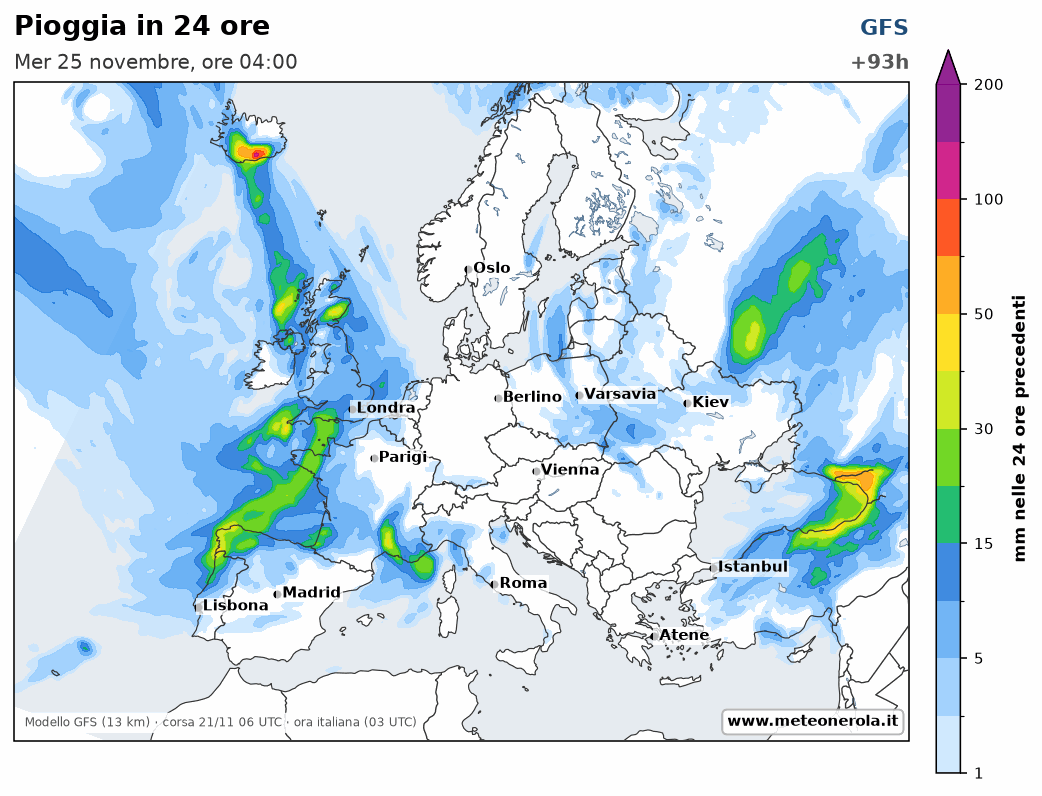 Pioggia in 24 ore
GFS
Mer 25 novembre, ore 04:00
+93h
200
100
50
30
15
5
1
mm nelle 24 ore precedenti
Oslo
Berlino
Varsavia
Kiev
Londra
Parigi
Vienna
Istanbul
Roma
Madrid
Lisbona
Atene
Modello GFS (13 km) · corsa 21/11 06 UTC · ora italiana (03 UTC)
www.meteonerola.it